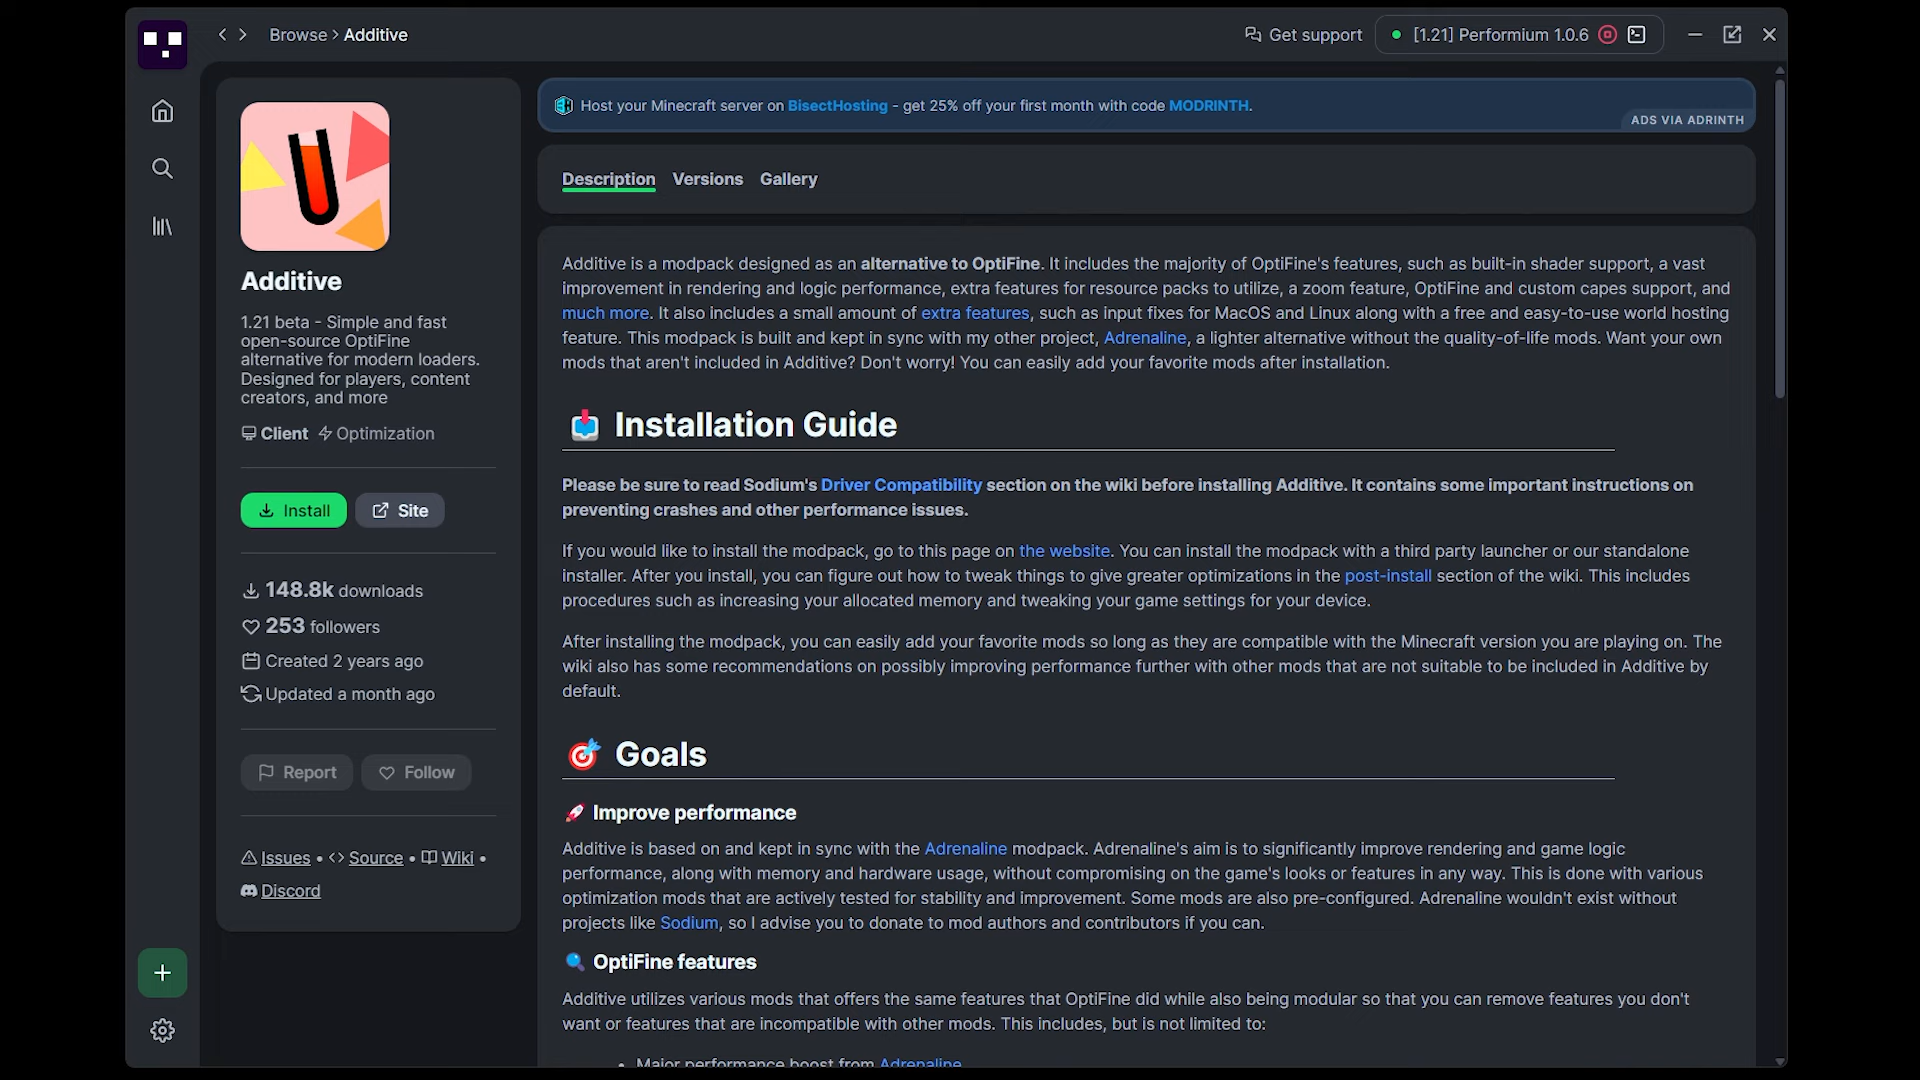 Browse > Additive
Get support
[1.21] Performium 1.0.6
Additive
1.21 beta - Simple and fast
open-source OptiFine
alternative for modern loaders.
Designed for players, content
creators, and more
Client Optimization
Install Site
148.8k downloads
253 followers
Created 2 years ago
Updated a month ago
Report Follow
Issues • Source • Wiki •
Discord
Host your Minecraft server on BisectHosting - get 25% off your first month with code MODRINTH.
ADS VIA ADRINTH
Description Versions Gallery
Additive is a modpack designed as an alternative to OptiFine. It includes the majority of OptiFine's features, such as built-in shader support, a vast
improvement in rendering and logic performance, extra features for resource packs to utilize, a zoom feature, OptiFine and custom capes support, and
much more. It also includes a small amount of extra features, such as input fixes for MacOS and Linux along with a free and easy-to-use world hosting
feature. This modpack is built and kept in sync with my other project, Adrenaline, a lighter alternative without the quality-of-life mods. Want your own
mods that aren't included in Additive? Don't worry! You can easily add your favorite mods after installation.
Installation Guide
Please be sure to read Sodium's Driver Compatibility section on the wiki before installing Additive. It contains some important instructions on
preventing crashes and other performance issues.
If you would like to install the modpack, go to this page on the website. You can install the modpack with a third party launcher or our standalone
installer. After you install, you can figure out how to tweak things to give greater optimizations in the post-install section of the wiki. This includes
procedures such as increasing your allocated memory and tweaking your game settings for your device.
After installing the modpack, you can easily add your favorite mods so long as they are compatible with the Minecraft version you are playing on. The
wiki also has some recommendations on possibly improving performance further with other mods that are not suitable to be included in Additive by
default.
Goals
Improve performance
Additive is based on and kept in sync with the Adrenaline modpack. Adrenaline's aim is to significantly improve rendering and game logic
performance, along with memory and hardware usage, without compromising on the game's looks or features in any way. This is done with various
optimization mods that are actively tested for stability and improvement. Some mods are also pre-configured. Adrenaline wouldn't exist without
projects like Sodium, so I advise you to donate to mod authors and contributors if you can.
OptiFine features
Additive utilizes various mods that offers the same features that OptiFine did while also being modular so that you can remove features you don't
want or features that are incompatible with other mods. This includes, but is not limited to:
• Major performance boost from Adrenaline